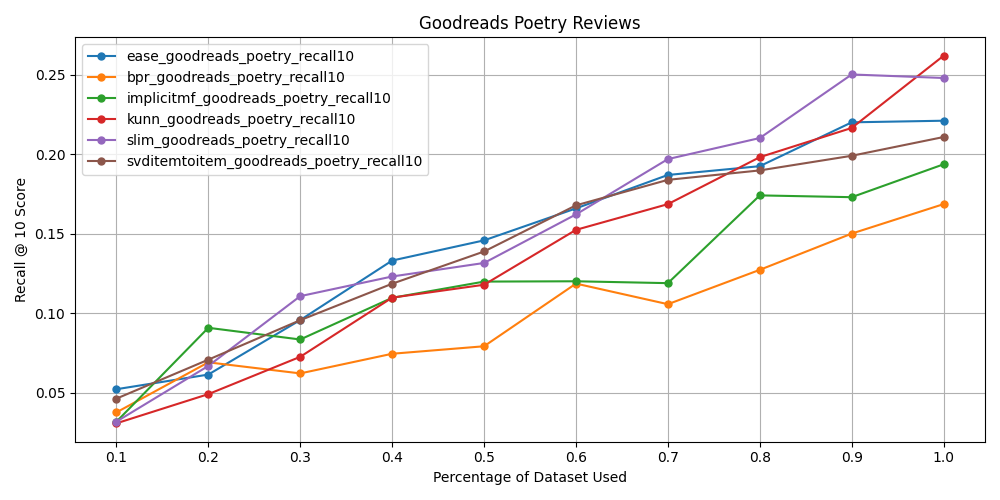 Goodreads Poetry Reviews
ease_goodreads_poetry_recall10
bpr_goodreads_poetry_recall10
implicitmf_goodreads_poetry_recall10
kunn_goodreads_poetry_recall10
slim_goodreads_poetry_recall10
svditemtoitem_goodreads_poetry_recall10
Recall @ 10 Score
0.25
0.20
0.15
0.10
0.05
0.1 0.2 0.3 0.4 0.5 0.6 0.7 0.8 0.9 1.0
Percentage of Dataset Used